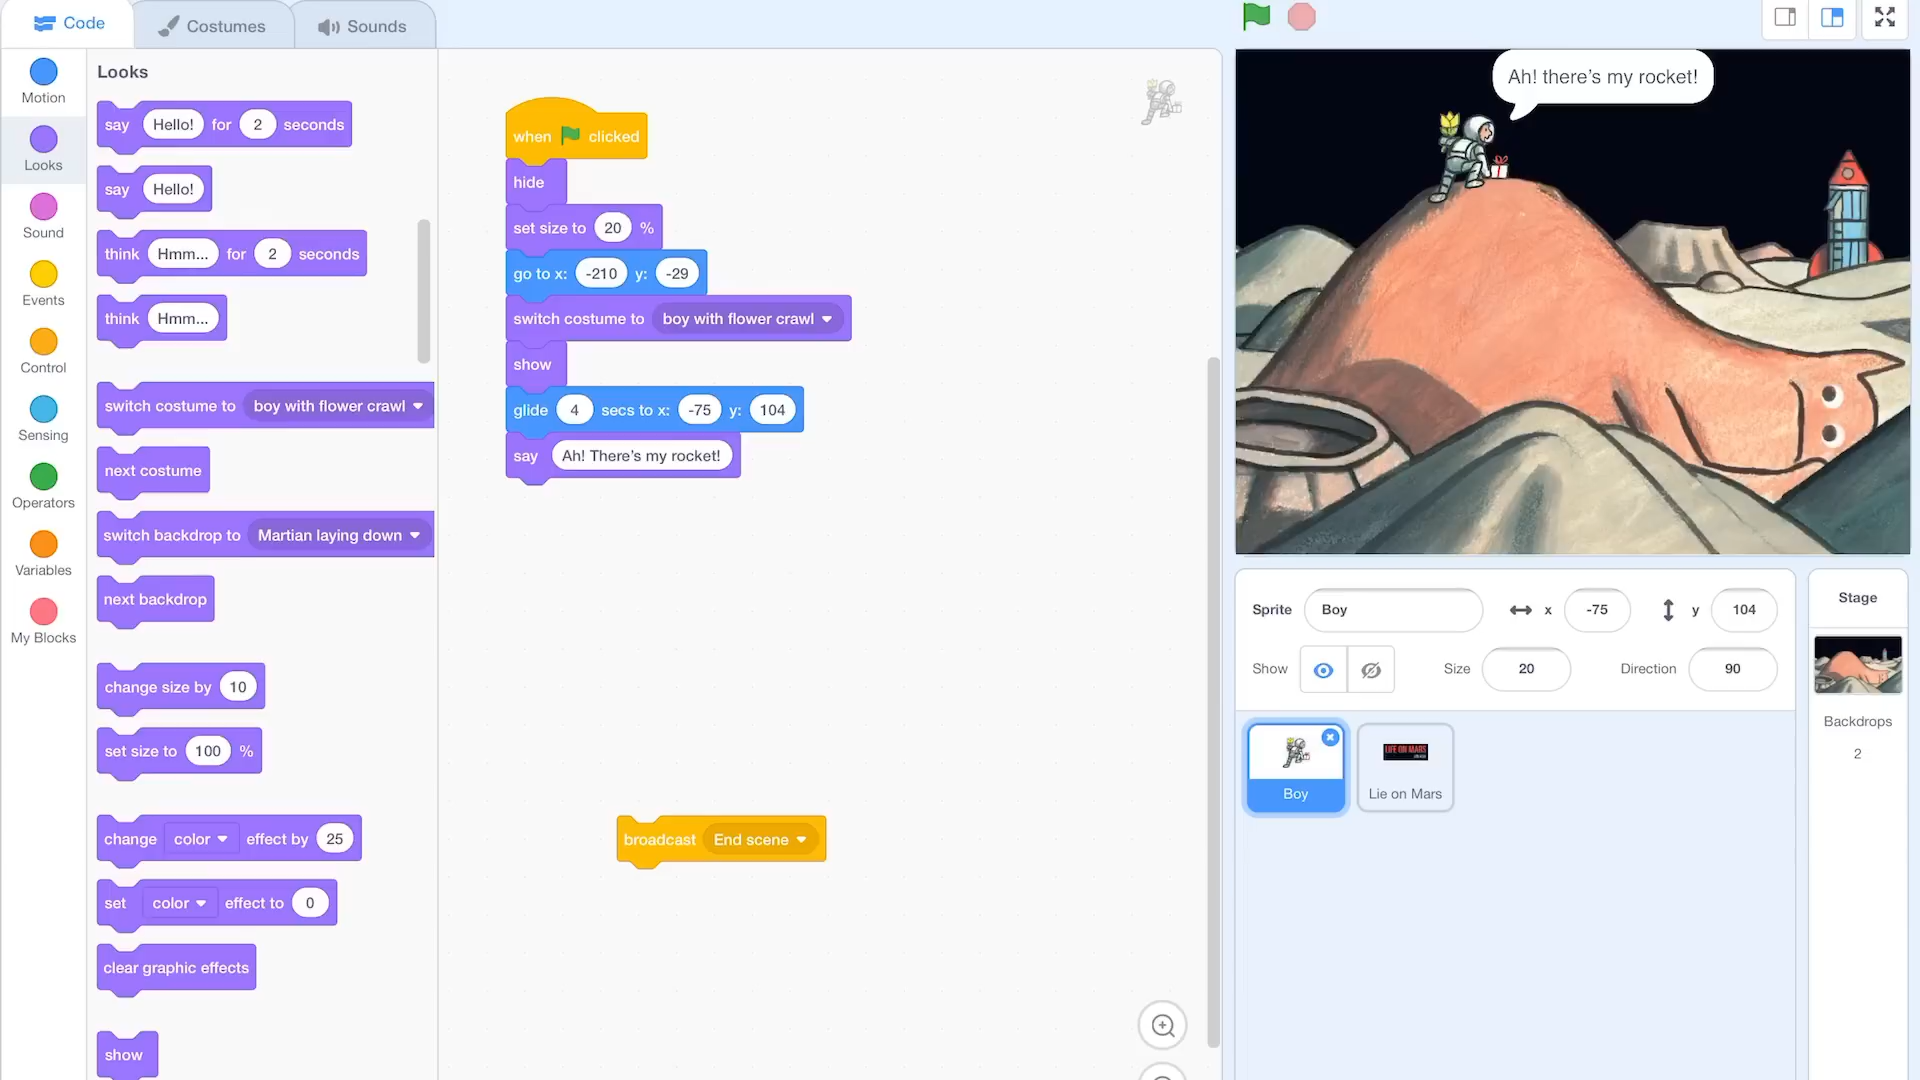 Code
Costumes
Sounds
Motion
Looks
Sound
Events
Control
Sensing
Operators
Variables
My Blocks
Looks
say Hello! for 2 seconds
say Hello!
think Hmm... for 2 seconds
think Hmm...
switch costume to boy with flower crawl
next costume
switch backdrop to Martian laying down
next backdrop
change size by 10
set size to 100 %
change color effect by 25
set color effect to 0
clear graphic effects
show
when clicked
hide
set size to 20 %
go to x: -210 y: -29
switch costume to boy with flower crawl
show
glide 4 secs to x: -75 y: 104
say Ah! There's my rocket!
broadcast End scene
Ah! there's my rocket!
Sprite Boy x -75 y 104
Show Size 20 Direction 90
LIFE ON MARS
Boy
Lie on Mars
Stage
Backdrops
2